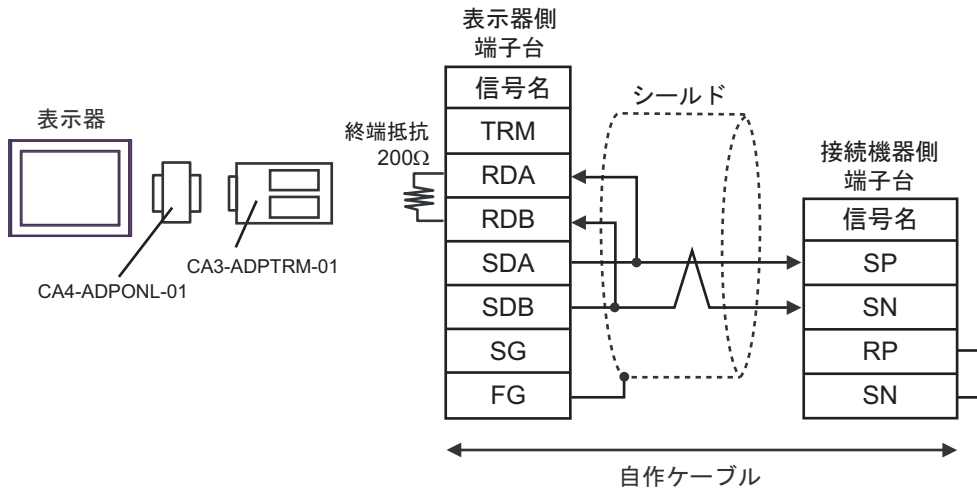 表示器
CA4-ADPONL-01
CA3-ADPTRM-01
終端抵抗
200Ω
表示器側
端子台
信号名
TRM
RDA
RDB
SDA
SDB
SG
FG
シールド
接続機器側
端子台
信号名
SP
SN
RP
SN
自作ケーブル